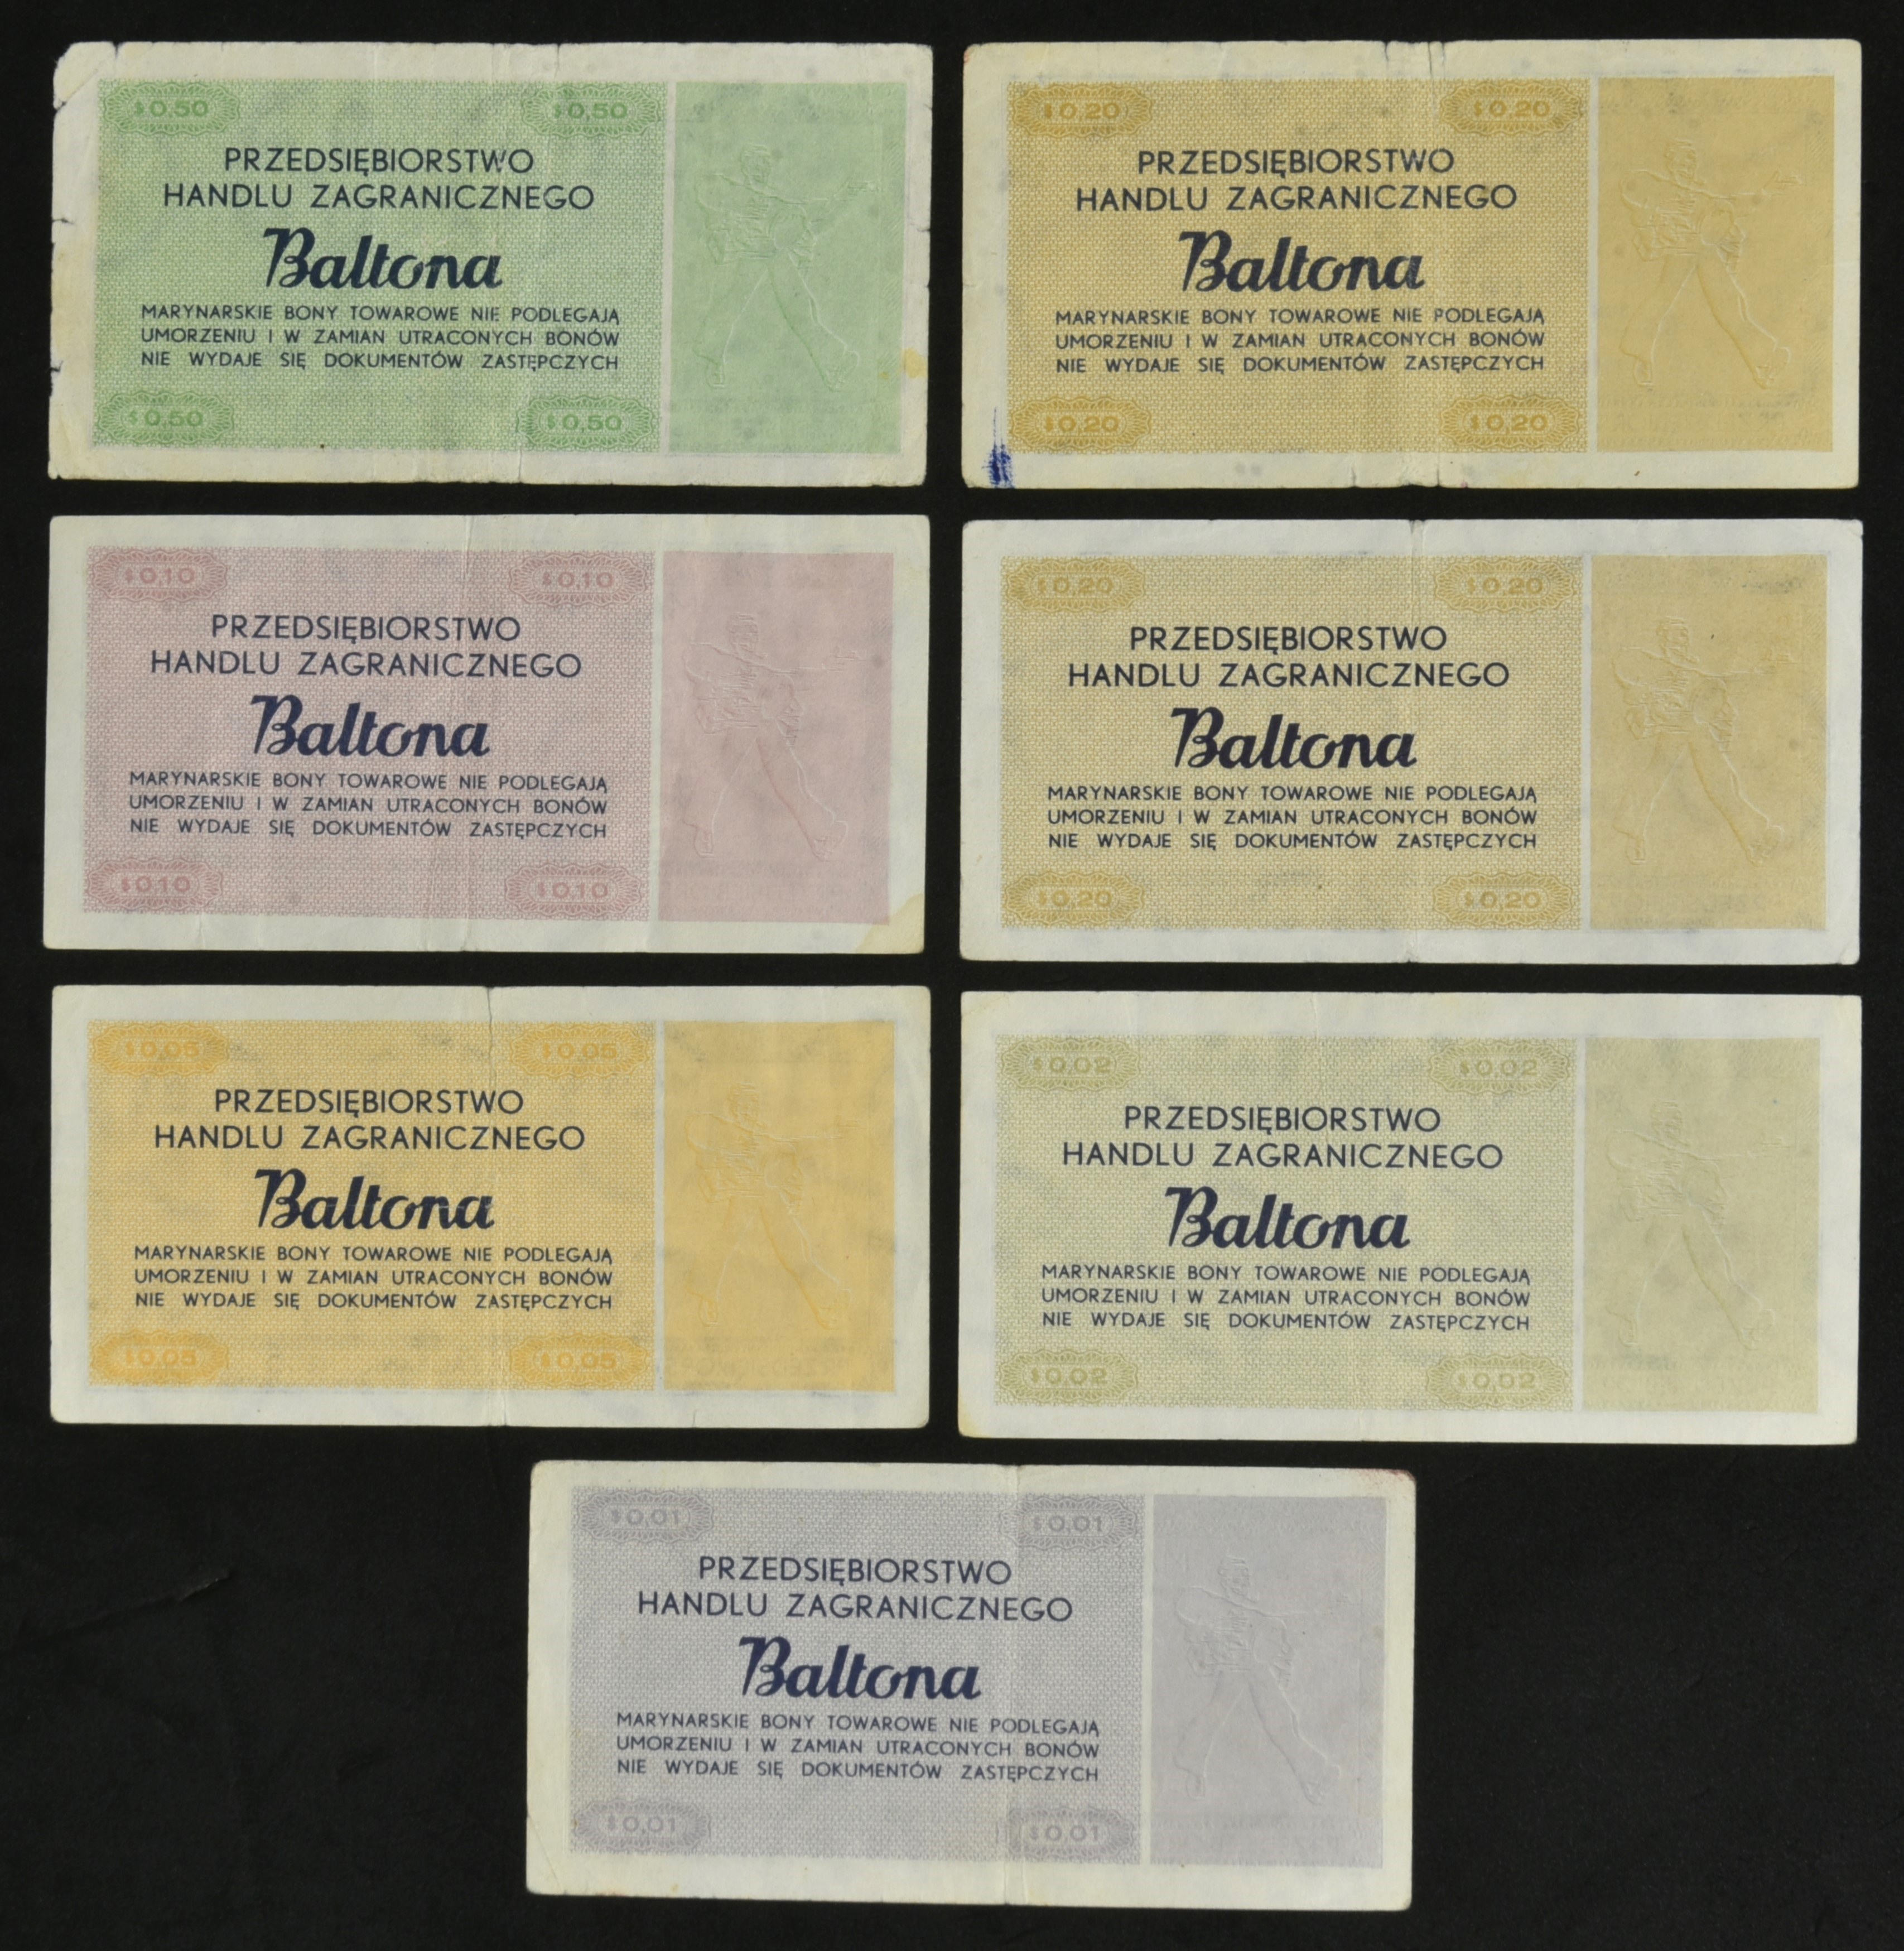 $0,50 $0,50
PRZEDSIĘBIORSTWO
HANDLU ZAGRANICZNEGO
Baltona
MARYNARSKIE BONY TOWAROWE NIE PODLEGAJĄ
UMORZENIU I W ZAMIAN UTRACONYCH BONÓW
NIE WYDAJE SIĘ DOKUMENTÓW ZASTĘPCZYCH
$0,50 $0,50
$0,20 $0,20
PRZEDSIĘBIORSTWO
HANDLU ZAGRANICZNEGO
Baltona
MARYNARSKIE BONY TOWAROWE NIE PODLEGAJĄ
UMORZENIU I W ZAMIAN UTRACONYCH BONÓW
NIE WYDAJE SIĘ DOKUMENTÓW ZASTĘPCZYCH
$0,20 $0,20
$0,10 $0,10
PRZEDSIĘBIORSTWO
HANDLU ZAGRANICZNEGO
Baltona
MARYNARSKIE BONY TOWAROWE NIE PODLEGAJĄ
UMORZENIU I W ZAMIAN UTRACONYCH BONÓW
NIE WYDAJE SIĘ DOKUMENTÓW ZASTĘPCZYCH
$0,10 $0,10
$0,20 $0,20
PRZEDSIĘBIORSTWO
HANDLU ZAGRANICZNEGO
Baltona
MARYNARSKIE BONY TOWAROWE NIE PODLEGAJĄ
UMORZENIU I W ZAMIAN UTRACONYCH BONÓW
NIE WYDAJE SIĘ DOKUMENTÓW ZASTĘPCZYCH
$0,20 $0,20
$0,05 $0,05
PRZEDSIĘBIORSTWO
HANDLU ZAGRANICZNEGO
Baltona
MARYNARSKIE BONY TOWAROWE NIE PODLEGAJĄ
UMORZENIU I W ZAMIAN UTRACONYCH BONÓW
NIE WYDAJE SIĘ DOKUMENTÓW ZASTĘPCZYCH
$0,05 $0,05
$0,02 $0,02
PRZEDSIĘBIORSTWO
HANDLU ZAGRANICZNEGO
Baltona
MARYNARSKIE BONY TOWAROWE NIE PODLEGAJĄ
UMORZENIU I W ZAMIAN UTRACONYCH BONÓW
NIE WYDAJE SIĘ DOKUMENTÓW ZASTĘPCZYCH
$0,02 $0,02
$0,01 $0,01
PRZEDSIĘBIORSTWO
HANDLU ZAGRANICZNEGO
Baltona
MARYNARSKIE BONY TOWAROWE NIE PODLEGAJĄ
UMORZENIU I W ZAMIAN UTRACONYCH BONÓW
NIE WYDAJE SIĘ DOKUMENTÓW ZASTĘPCZYCH
$0,01 $0,01